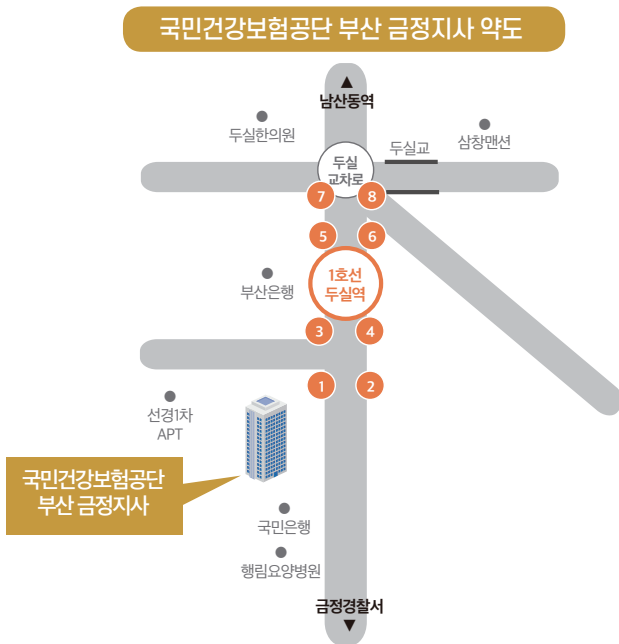 국민건강보험공단 부산 금정지사 약도
▲
남산동역
두실한의원
두실교
삼창맨션
두실
교차로
7
8
5
6
1호선
두실역
부산은행
3
4
1
2
선경1차
APT
국민건강보험공단
부산 금정지사
국민은행
행림요양병원
금정경찰서
▼